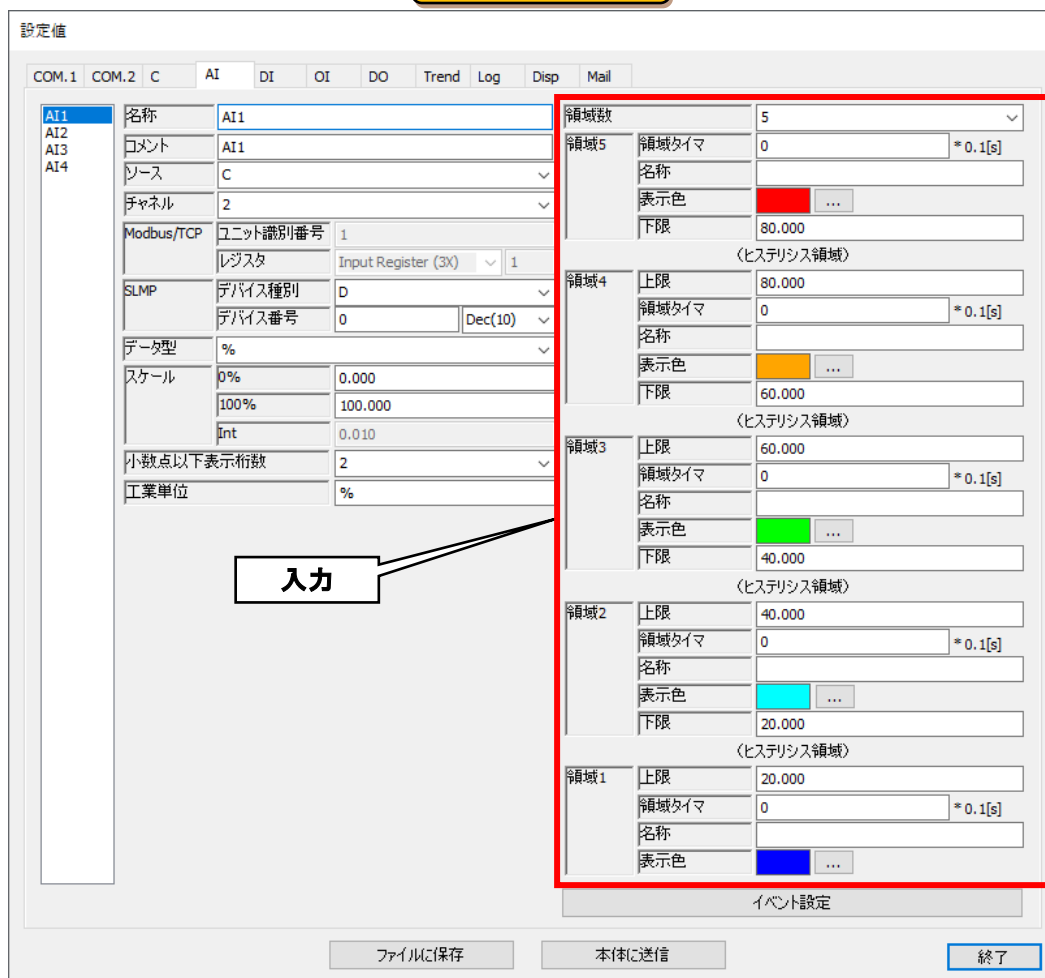 設定値
COM.1 COM.2 C AI DI OI DO Trend Log Disp Mail
AI1
AI2
AI3
AI4
名称 AI1
コメント AI1
ソース C
チャネル 2
Modbus/TCP ユニット識別番号 1
レジスタ Input Register (3X) 1
SLMP デバイス種別 D
デバイス番号 0 Dec(10)
データ型 %
スケール 0% 0.000
100% 100.000
Int 0.010
小数点以下表示桁数 2
工業単位 %
入力
領域数 5
領域5 領域タイマ 0 * 0.1[s]
名称
表示色 ...
下限 80.000
(ヒステリシス領域)
領域4 上限 80.000
領域タイマ 0 * 0.1[s]
名称
表示色 ...
下限 60.000
(ヒステリシス領域)
領域3 上限 60.000
領域タイマ 0 * 0.1[s]
名称
表示色 ...
下限 40.000
(ヒステリシス領域)
領域2 上限 40.000
領域タイマ 0 * 0.1[s]
名称
表示色 ...
下限 20.000
(ヒステリシス領域)
領域1 上限 20.000
領域タイマ 0 * 0.1[s]
名称
表示色 ...
イベント設定
ファイルに保存 本体に送信 終了